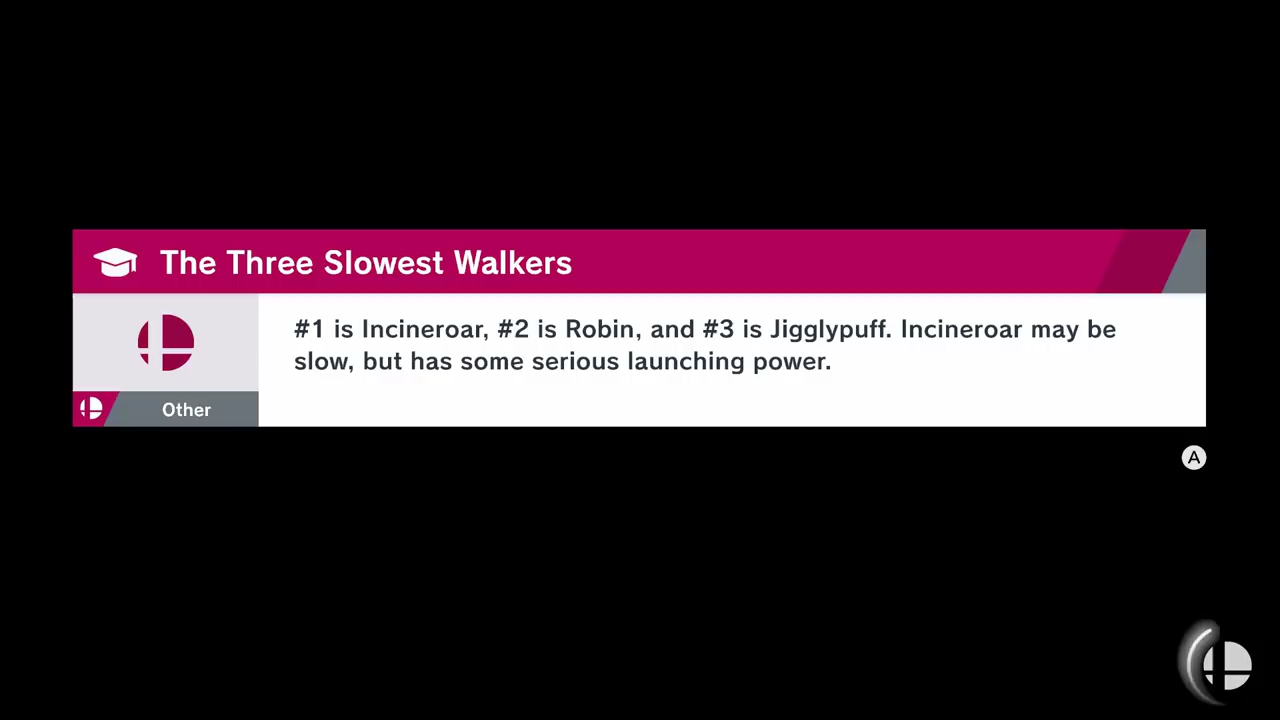 The Three Slowest Walkers
#1 is Incineroar, #2 is Robin, and #3 is Jigglypuff. Incineroar may be
slow, but has some serious launching power.
Other
A